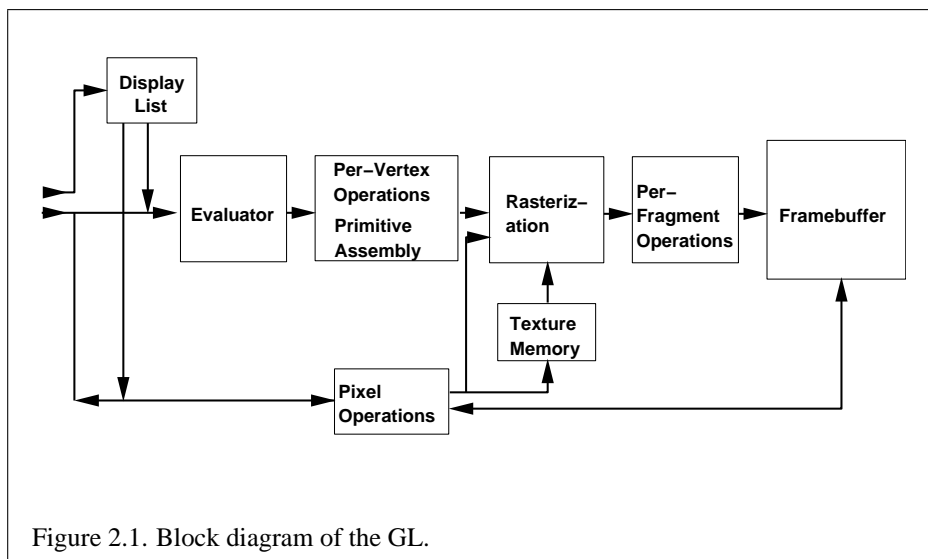 Display
List
Evaluator
Per–Vertex
Operations
Primitive
Assembly
Rasteriz–
ation
Per–
Fragment
Operations
Framebuffer
Texture
Memory
Pixel
Operations
Figure 2.1. Block diagram of the GL.